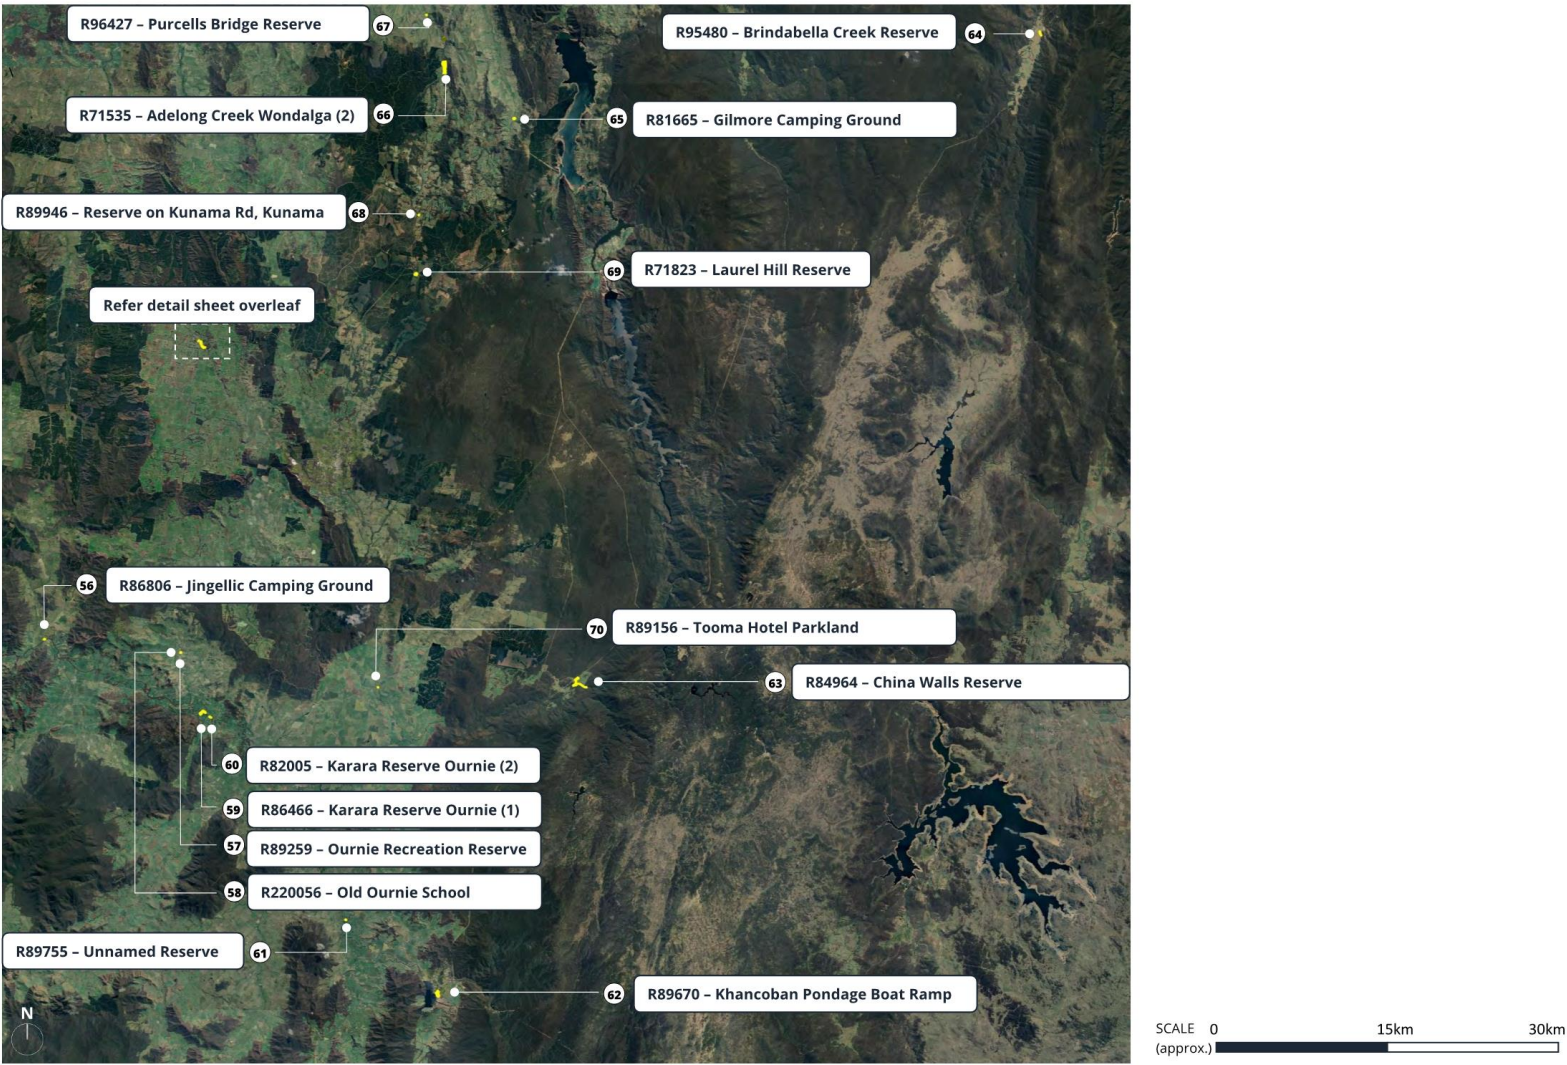 R96427 – Purcells Bridge Reserve
67
R95480 – Brindabella Creek Reserve
64
R71535 – Adelong Creek Wondalga (2)
66
65
R81665 – Gilmore Camping Ground
R89946 – Reserve on Kunama Rd, Kunama
68
69
R71823 – Laurel Hill Reserve
Refer detail sheet overleaf
56
R86806 – Jingellic Camping Ground
70
R89156 – Tooma Hotel Parkland
63
R84964 – China Walls Reserve
60
R82005 – Karara Reserve Ournie (2)
59
R86466 – Karara Reserve Ournie (1)
57
R89259 – Ournie Recreation Reserve
58
R220056 – Old Ournie School
R89755 – Unnamed Reserve
61
62
R89670 – Khancoban Pondage Boat Ramp
N
SCALE 0 15km 30km
(approx.)